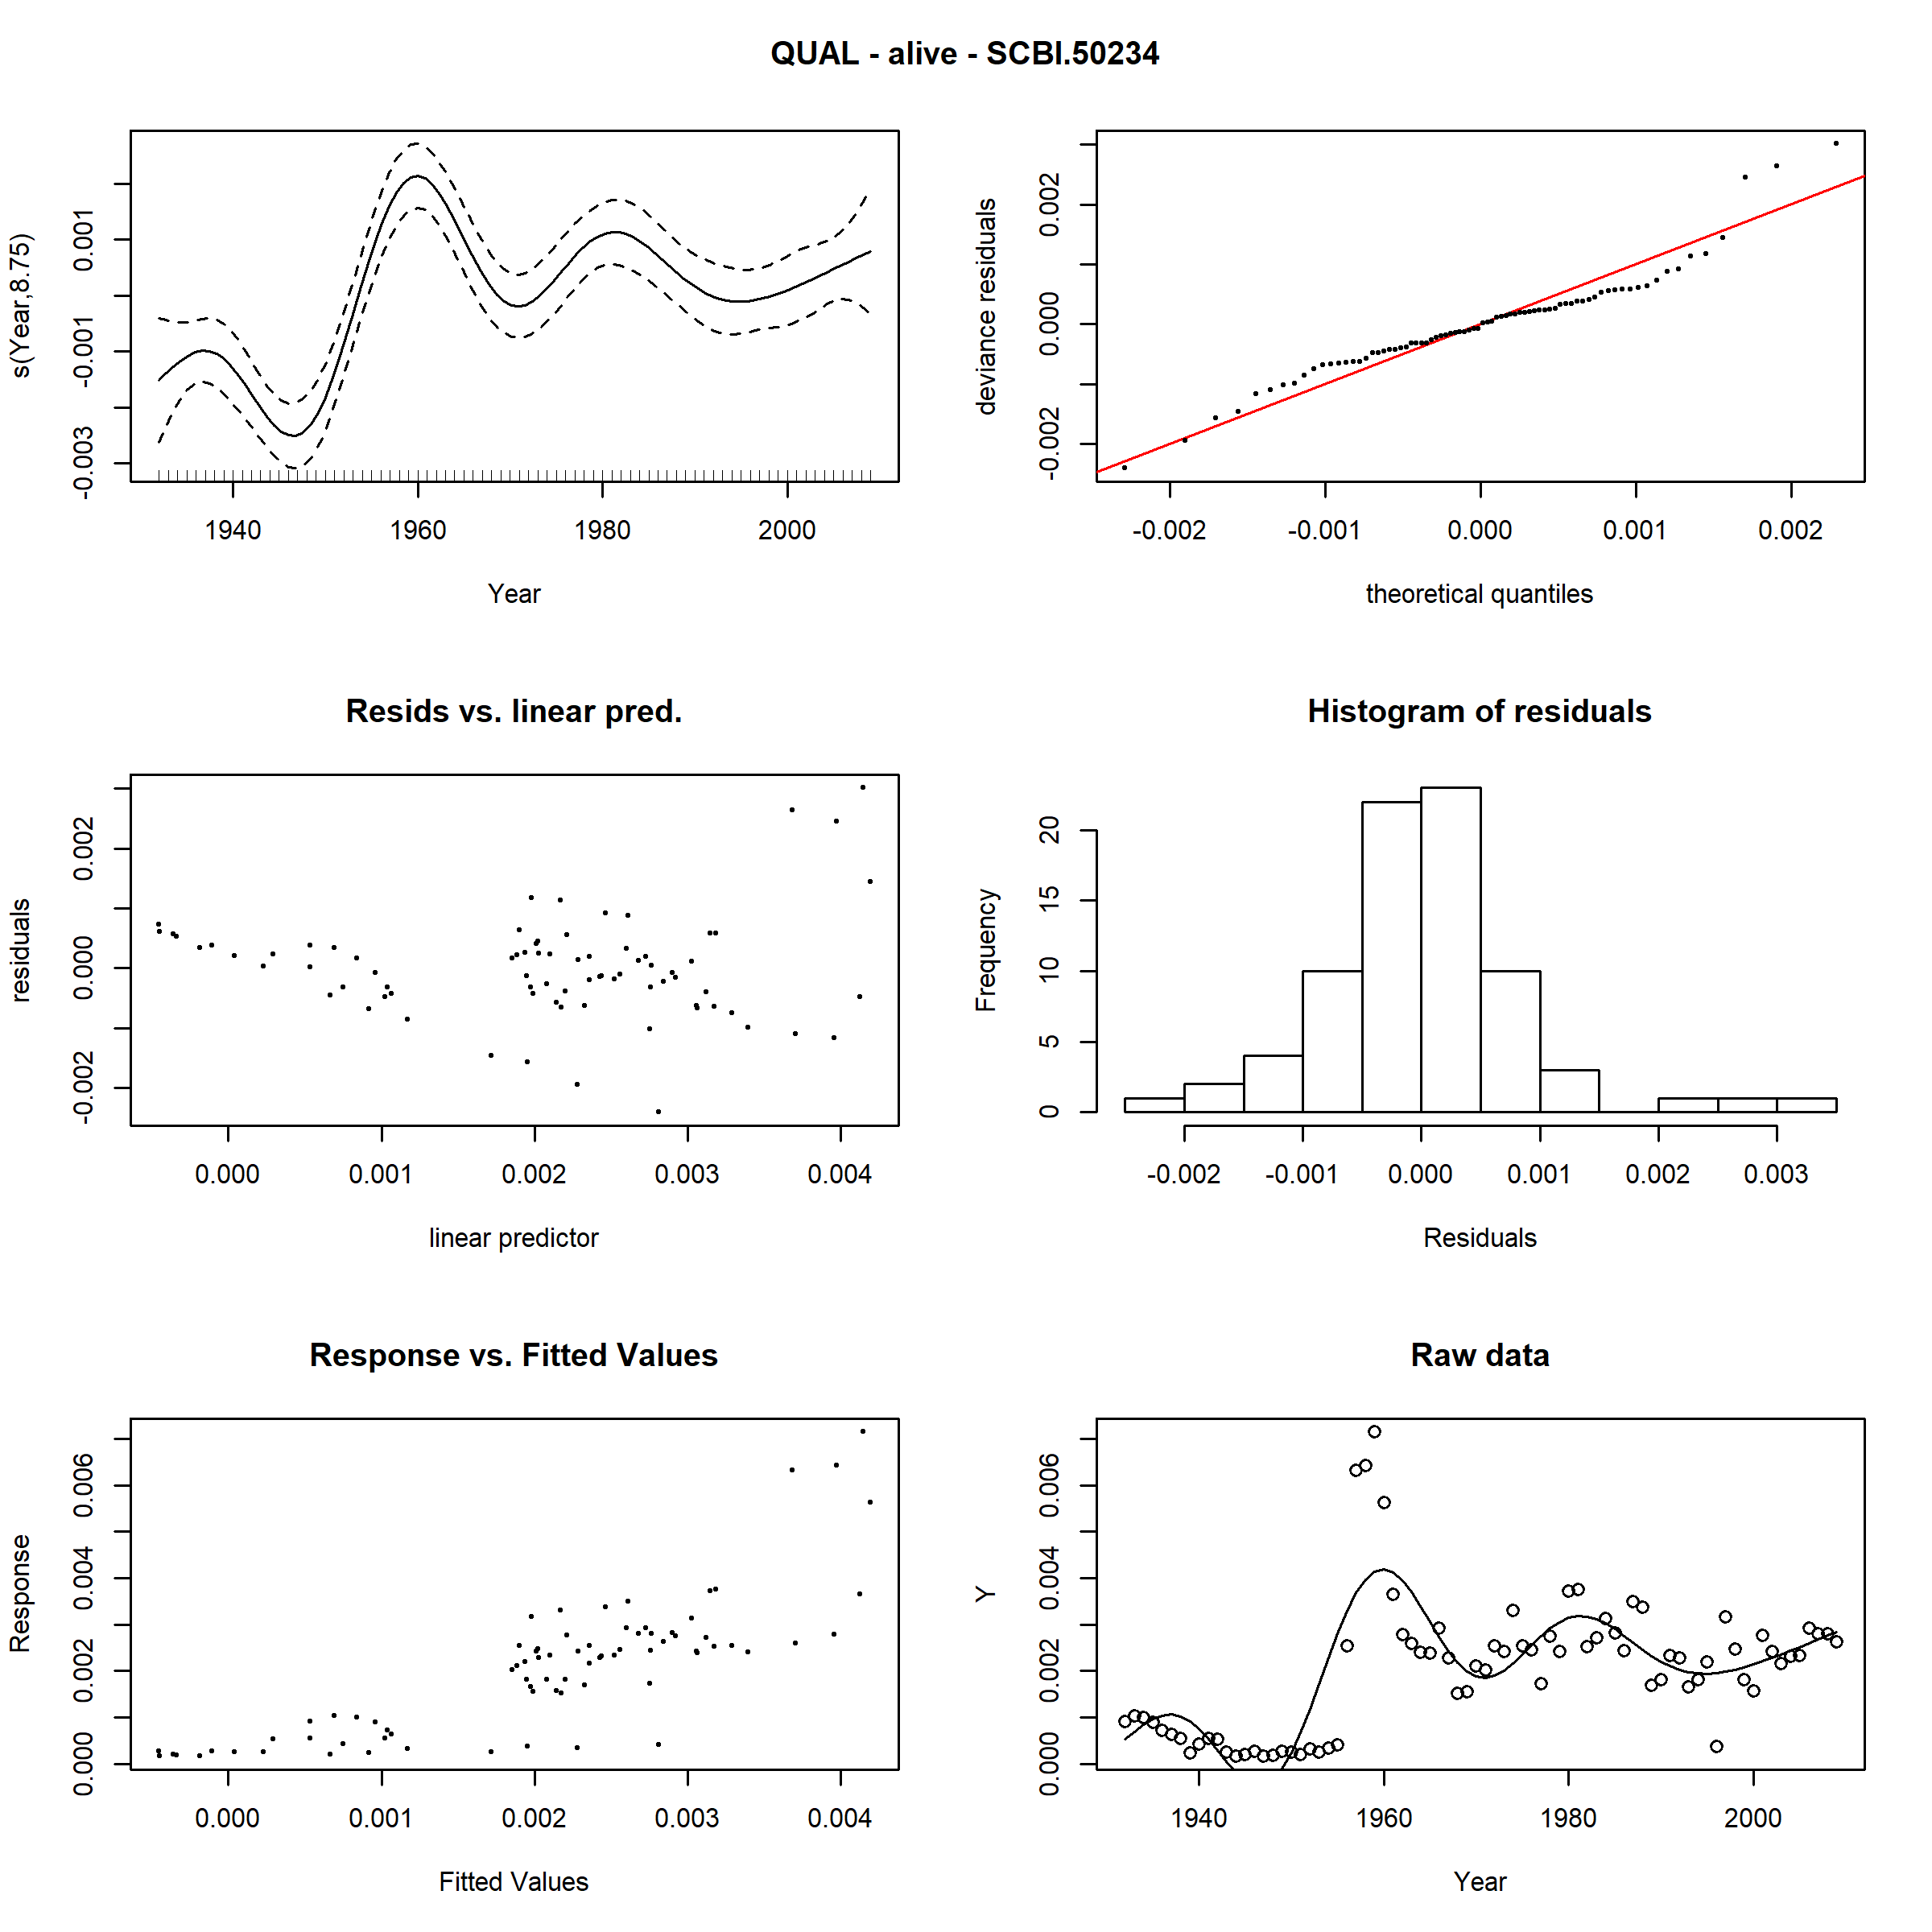 QUAL - alive - SCBI.50234
s(Year,8.75)
-0.003 -0.001 0.001
1940 1960 1980 2000
Year
deviance residuals
-0.002 0.000 0.002
-0.002 -0.001 0.000 0.001 0.002
theoretical quantiles
Resids vs. linear pred.
residuals
-0.002 0.000 0.002
0.000 0.001 0.002 0.003 0.004
linear predictor
Histogram of residuals
Frequency
0 5 10 15 20
-0.002 -0.001 0.000 0.001 0.002 0.003
Residuals
Response vs. Fitted Values
Response
0.000 0.002 0.004 0.006
0.000 0.001 0.002 0.003 0.004
Fitted Values
Raw data
Y
0.000 0.002 0.004 0.006
1940 1960 1980 2000
Year